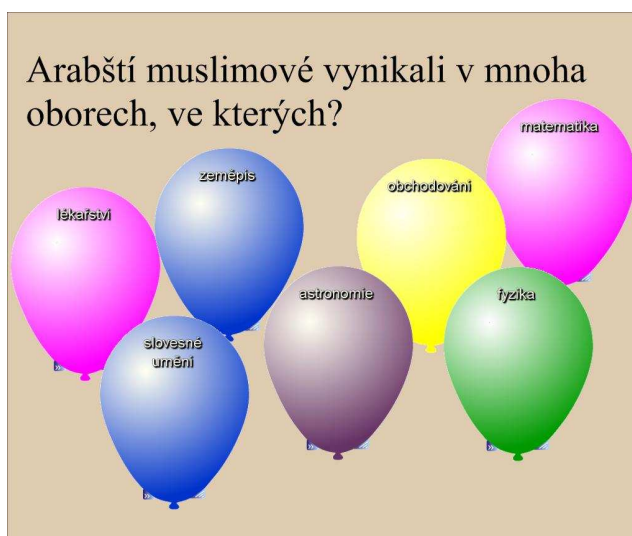 Arabští muslimové vynikali v mnoha
oborech, ve kterých?
matematika
zeměpis
obchodování
lékařství
astronomie
fyzika
slovesné
umění